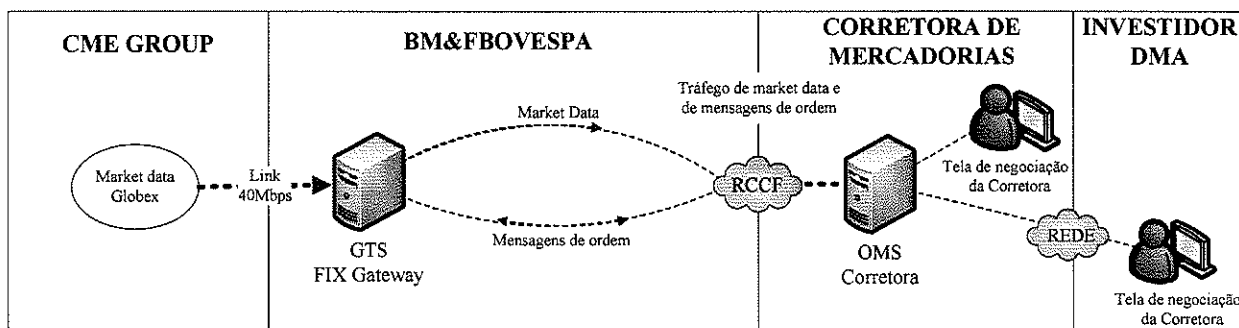 CME GROUP
BM&FBOVESPA
CORRETORA DE
MERCADORIAS
INVESTIDOR
DMA
Market data
Globex
Link
40Mbps
GTS
FIX Gateway
Market Data
Mensagens de ordem
Tráfego de market data e
de mensagens de ordem
RCCF
OMS
Corretora
Tela de negociação
da Corretora
REDE
Tela de negociação
da Corretora